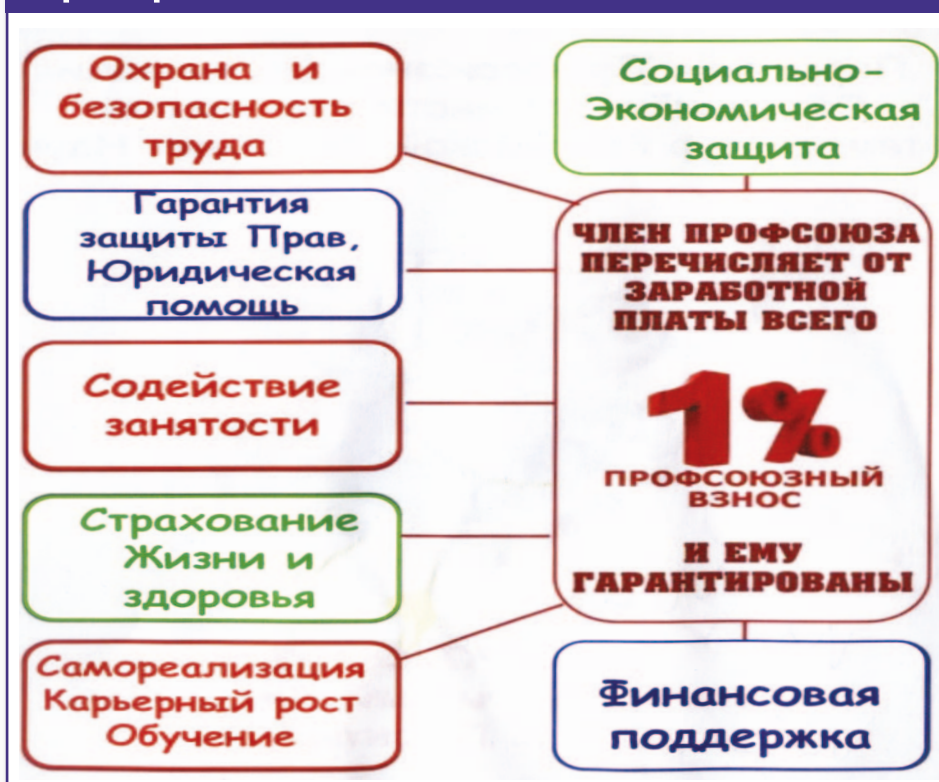 Охрана и
безопасность
труда
Гарантия
защиты Прав,
Юридическая
помощь
Содействие
занятости
Страхование
Жизни и
здоровья
Самореализация
Карьерный рост
Обучение
Социально-
Экономическая
защита
ЧЛЕН ПРОФСОЮЗА
ПЕРЕЧИСЛЯЕТ ОТ
ЗАРАБОТНОЙ
ПЛАТЫ ВСЕГО
1%
ПРОФСОЮЗНЫЙ
ВЗНОС
И ЕМУ
ГАРАНТИРОВАНЫ
Финансовая
поддержка